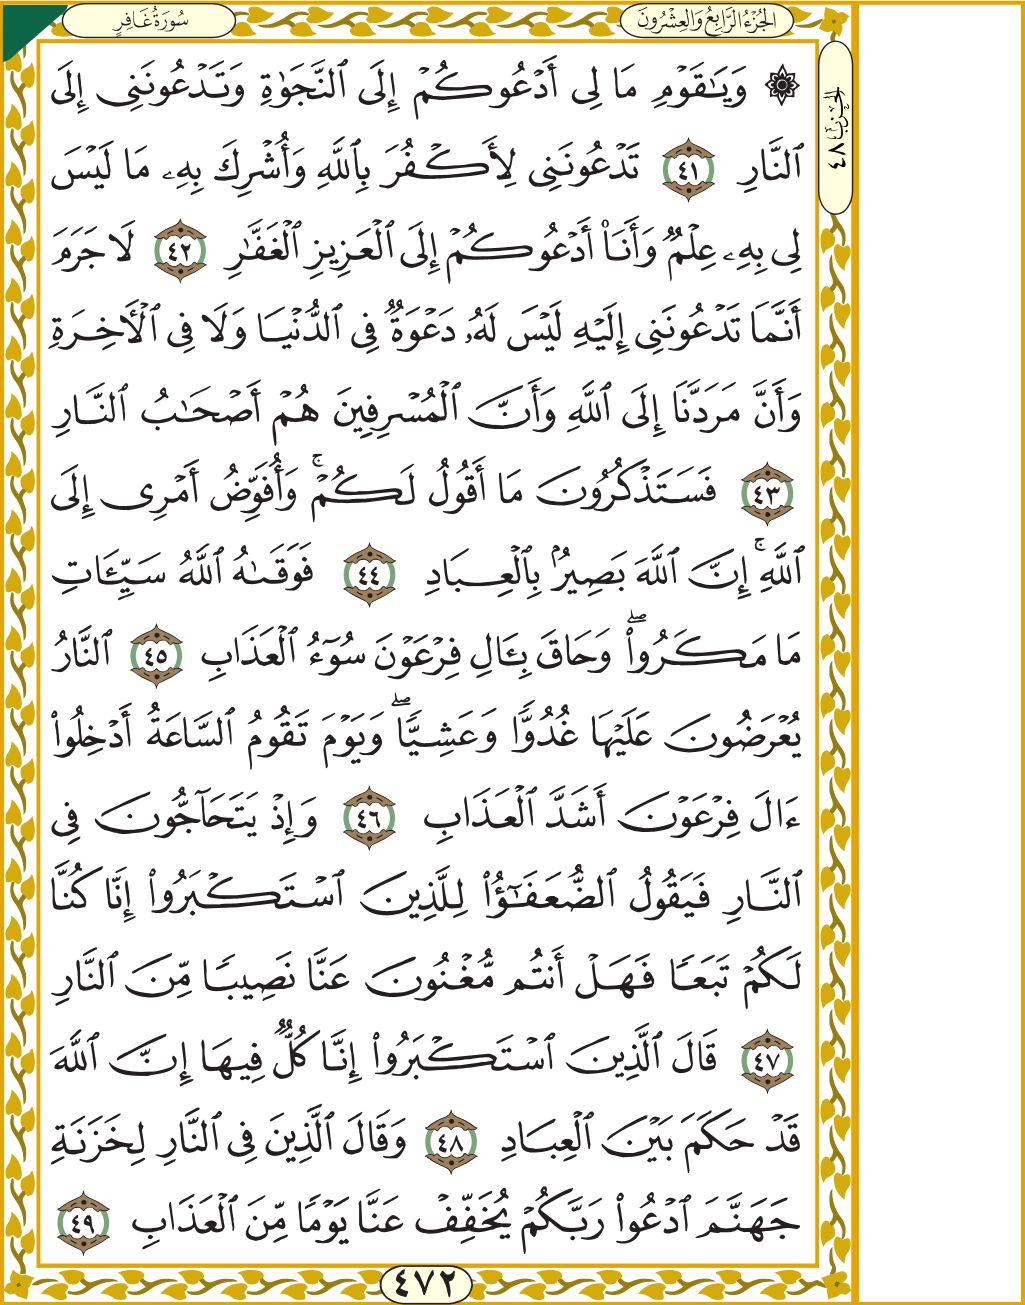 الجُزْءُ الرَّابِعُ وَالعِشْرُونَ
سُورَةُ غَافِرٍ
الحزب ٤٨
۞ وَيَٰقَوْمِ مَا لِىٓ أَدْعُوكُمْ إِلَى ٱلنَّجَوٰةِ وَتَدْعُونَنِىٓ إِلَى
ٱلنَّارِ ٤١ تَدْعُونَنِى لِأَكْفُرَ بِٱللَّهِ وَأُشْرِكَ بِهِۦ مَا لَيْسَ
لِى بِهِۦ عِلْمٌ وَأَنَا۠ أَدْعُوكُمْ إِلَى ٱلْعَزِيزِ ٱلْغَفَّٰرِ ٤٢ لَا جَرَمَ
أَنَّمَا تَدْعُونَنِىٓ إِلَيْهِ لَيْسَ لَهُۥ دَعْوَةٌ فِى ٱلدُّنْيَا وَلَا فِى ٱلْءَاخِرَةِ
وَأَنَّ مَرَدَّنَآ إِلَى ٱللَّهِ وَأَنَّ ٱلْمُسْرِفِينَ هُمْ أَصْحَٰبُ ٱلنَّارِ
٤٣ فَسَتَذْكُرُونَ مَآ أَقُولُ لَكُمْ ۚ وَأُفَوِّضُ أَمْرِىٓ إِلَى
ٱللَّهِ ۚ إِنَّ ٱللَّهَ بَصِيرٌۢ بِٱلْعِبَادِ ٤٤ فَوَقَىٰهُ ٱللَّهُ سَيِّـَٔاتِ
مَا مَكَرُوا۟ ۖ وَحَاقَ بِـَٔالِ فِرْعَوْنَ سُوٓءُ ٱلْعَذَابِ ٤٥ ٱلنَّارُ
يُعْرَضُونَ عَلَيْهَا غُدُوًّا وَعَشِيًّا ۖ وَيَوْمَ تَقُومُ ٱلسَّاعَةُ أَدْخِلُوٓا۟
ءَالَ فِرْعَوْنَ أَشَدَّ ٱلْعَذَابِ ٤٦ وَإِذْ يَتَحَآجُّونَ فِى
ٱلنَّارِ فَيَقُولُ ٱلضُّعَفَٰٓؤُا۟ لِلَّذِينَ ٱسْتَكْبَرُوٓا۟ إِنَّا كُنَّا
لَكُمْ تَبَعًا فَهَلْ أَنتُم مُّغْنُونَ عَنَّا نَصِيبًا مِّنَ ٱلنَّارِ
٤٧ قَالَ ٱلَّذِينَ ٱسْتَكْبَرُوٓا۟ إِنَّا كُلٌّ فِيهَآ إِنَّ ٱللَّهَ
قَدْ حَكَمَ بَيْنَ ٱلْعِبَادِ ٤٨ وَقَالَ ٱلَّذِينَ فِى ٱلنَّارِ لِخَزَنَةِ
جَهَنَّمَ ٱدْعُوا۟ رَبَّكُمْ يُخَفِّفْ عَنَّا يَوْمًا مِّنَ ٱلْعَذَابِ ٤٩
٤٧٢